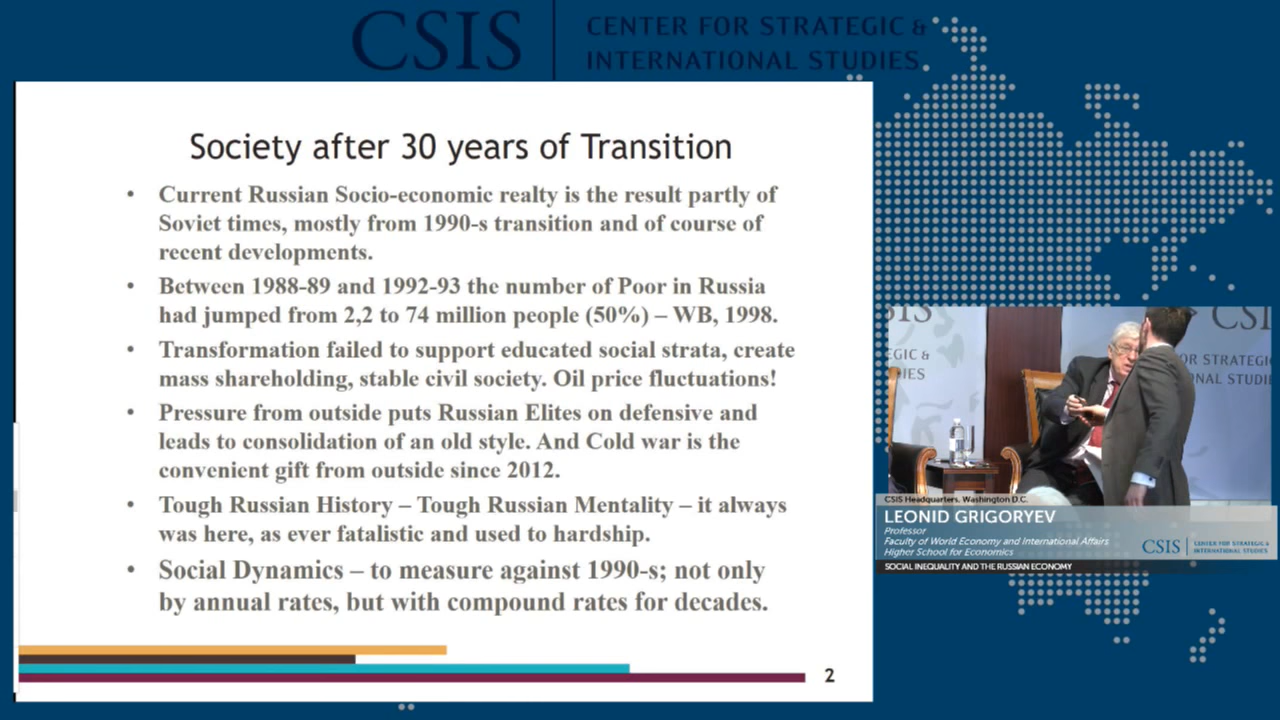 CSIS
CENTER FOR STRATEGIC &
INTERNATIONAL STUDIES
Society after 30 years of Transition
• Current Russian Socio-economic realty is the result partly of
Soviet times, mostly from 1990-s transition and of course of
recent developments.
• Between 1988-89 and 1992-93 the number of Poor in Russia
had jumped from 2,2 to 74 million people (50%) – WB, 1998.
• Transformation failed to support educated social strata, create
mass shareholding, stable civil society. Oil price fluctuations!
• Pressure from outside puts Russian Elites on defensive and
leads to consolidation of an old style. And Cold war is the
convenient gift from outside since 2012.
• Tough Russian History – Tough Russian Mentality – it always
was here, as ever fatalistic and used to hardship.
• Social Dynamics – to measure against 1990-s; not only
by annual rates, but with compound rates for decades.
2
CSIS
EGIC &
IES
CSI
OR STRATEGIC
NAL STUDIE
CSIS Headquarters, Washington D.C.
LEONID GRIGORYEV
Professor
Faculty of World Economy and International Affairs
Higher School for Economics
CSIS
CENTER FOR STRATEGIC &
INTERNATIONAL STUDIES
SOCIAL INEQUALITY AND THE RUSSIAN ECONOMY